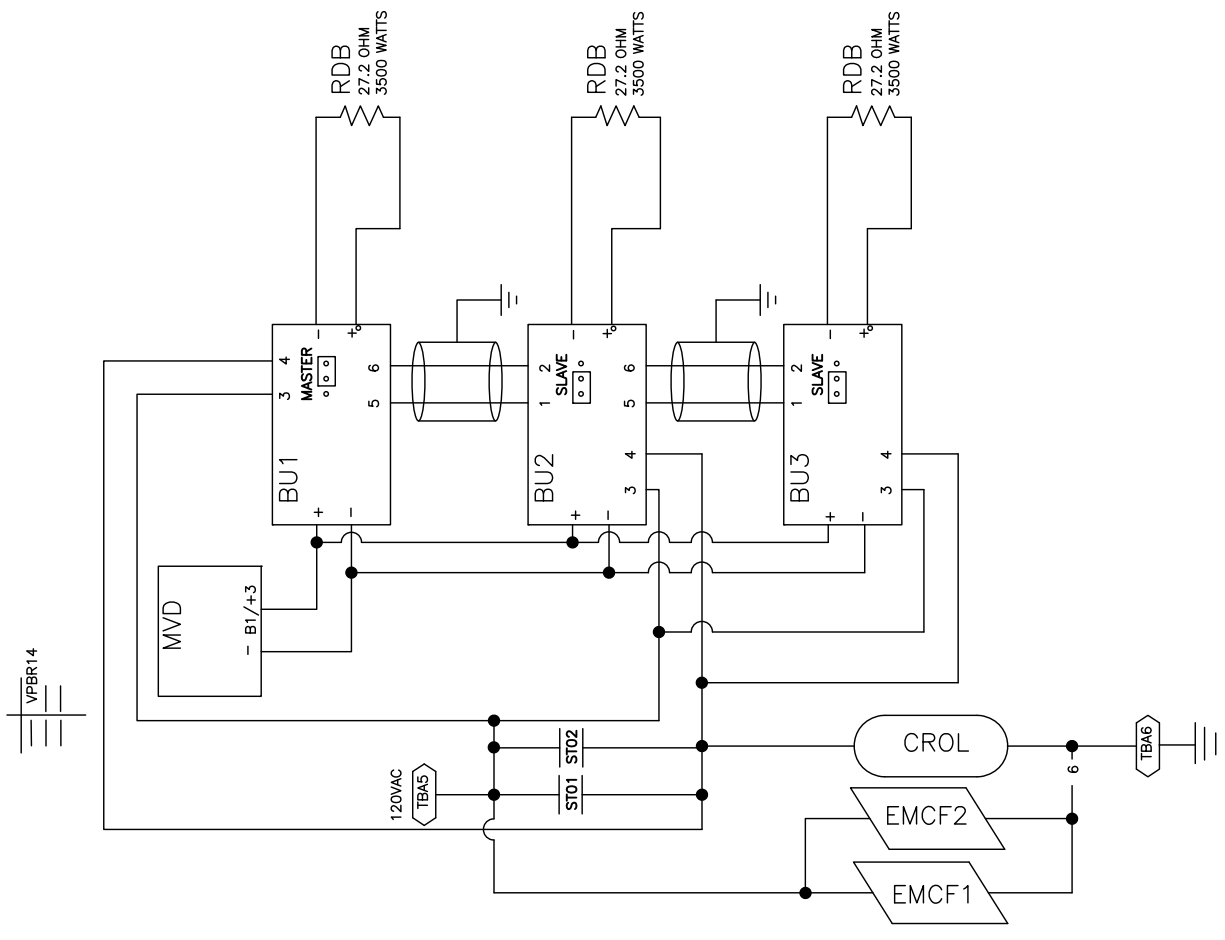 RDB
27.2 OHM
3500 WATTS
RDB
27.2 OHM
3500 WATTS
RDB
27.2 OHM
3500 WATTS
BU1
MASTER
3
4
5
6
+
-
-
+
BU2
SLAVE
1
2
3
4
5
6
+
-
-
+
BU3
SLAVE
1
2
3
4
+
-
-
+
MVD
- B1/+3
VPBR14
120VAC
TBA5
ST02
ST01
CROL
EMCF2
EMCF1
6
TBA6